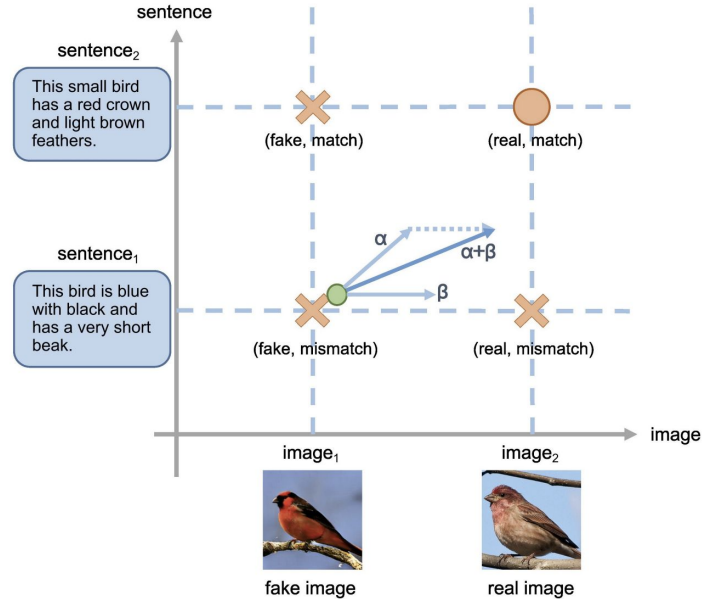 sentence
sentence₂
This small bird
has a red crown
and light brown
feathers.
(fake, match)
(real, match)
α
α+β
β
sentence₁
This bird is blue
with black and
has a very short
beak.
(fake, mismatch)
(real, mismatch)
image
image₁
image₂
fake image
real image